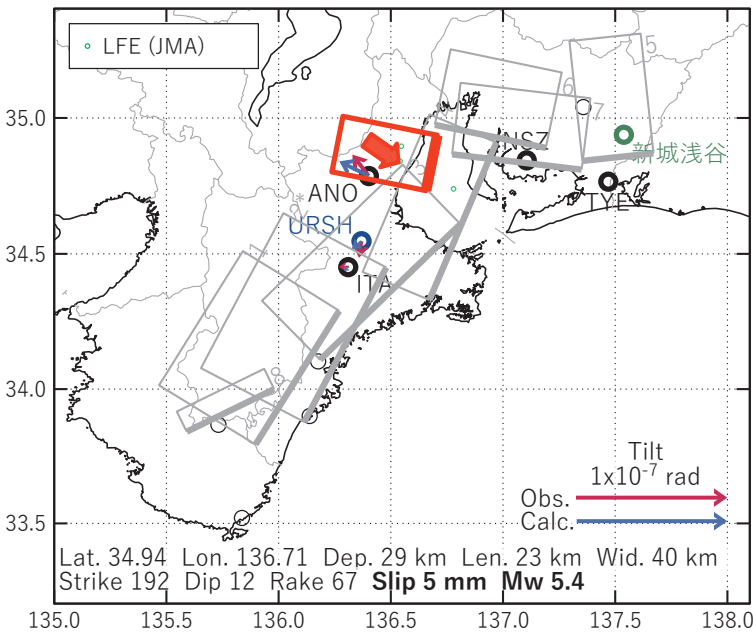 LFE (JMA)
5
6
7
35.0
NSZ
新城浅谷
ANO
TYE
URSH
34.5
ITA
34.0
8
Tilt
1x10-7 rad
Obs.
Calc.
33.5
Lat. 34.94 Lon. 136.71 Dep. 29 km Len. 23 km Wid. 40 km
Strike 192 Dip 12 Rake 67 Slip 5 mm Mw 5.4
135.0 135.5 136.0 136.5 137.0 137.5 138.0